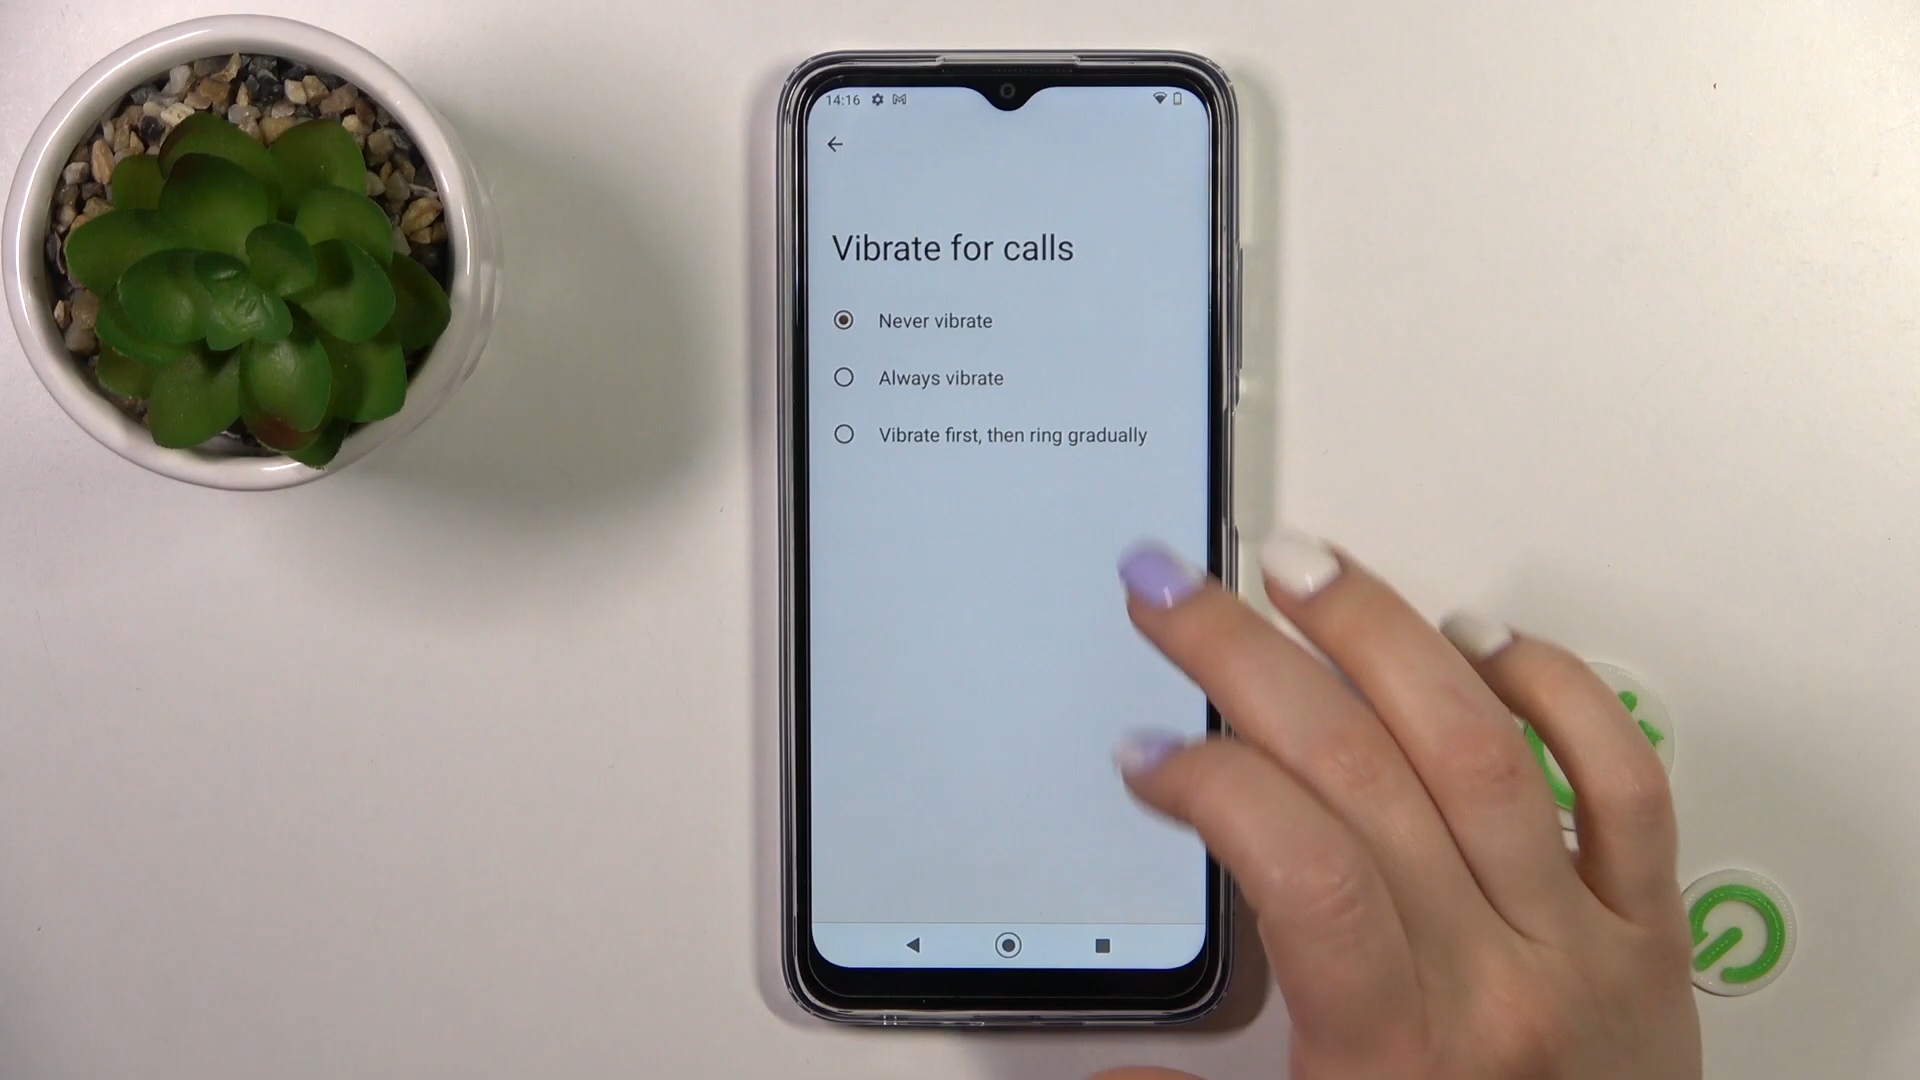 14:16
Vibrate for calls
Never vibrate
Always vibrate
Vibrate first, then ring gradually